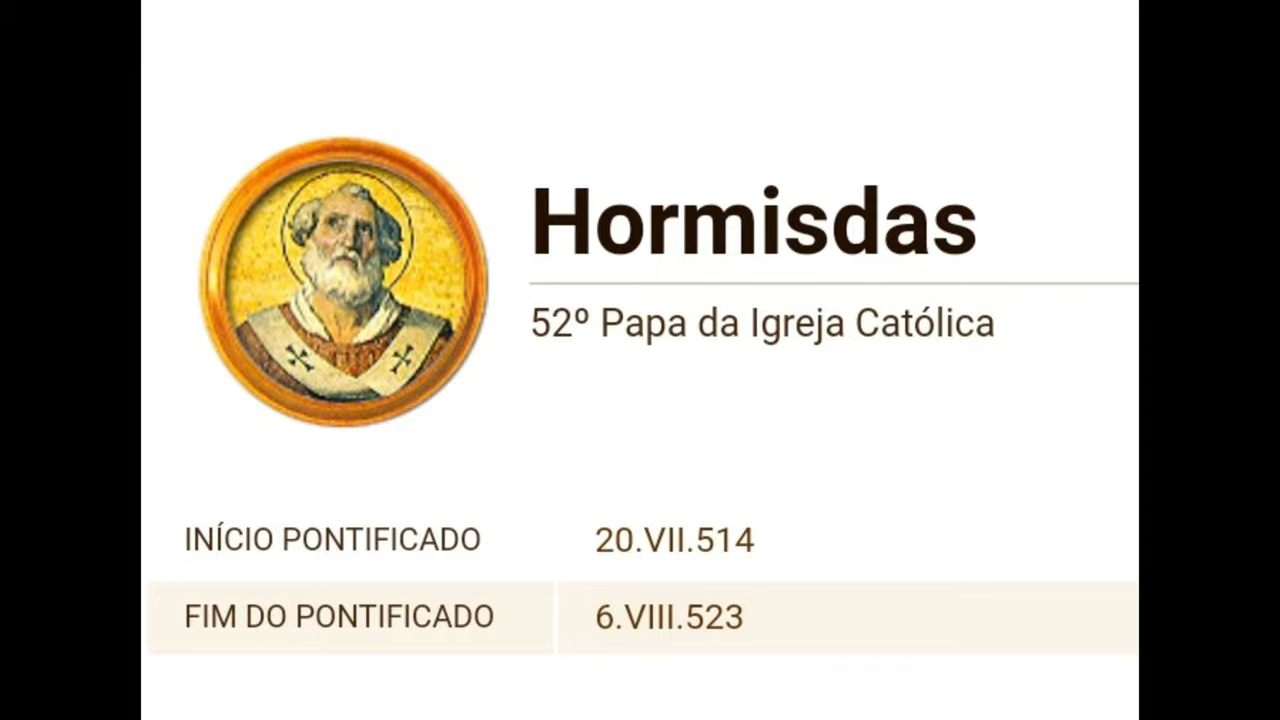 Hormisdas
52º Papa da Igreja Católica
INÍCIO PONTIFICADO 20.VII.514
FIM DO PONTIFICADO 6.VIII.523